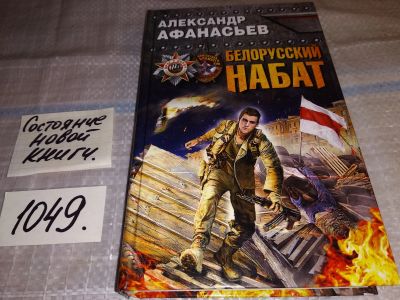 АЛЕКСАНДР
АФАНАСЬЕВ
БЕЛОРУССКИЙ
НАБАТ
Состояние
новой
книги.
1049.